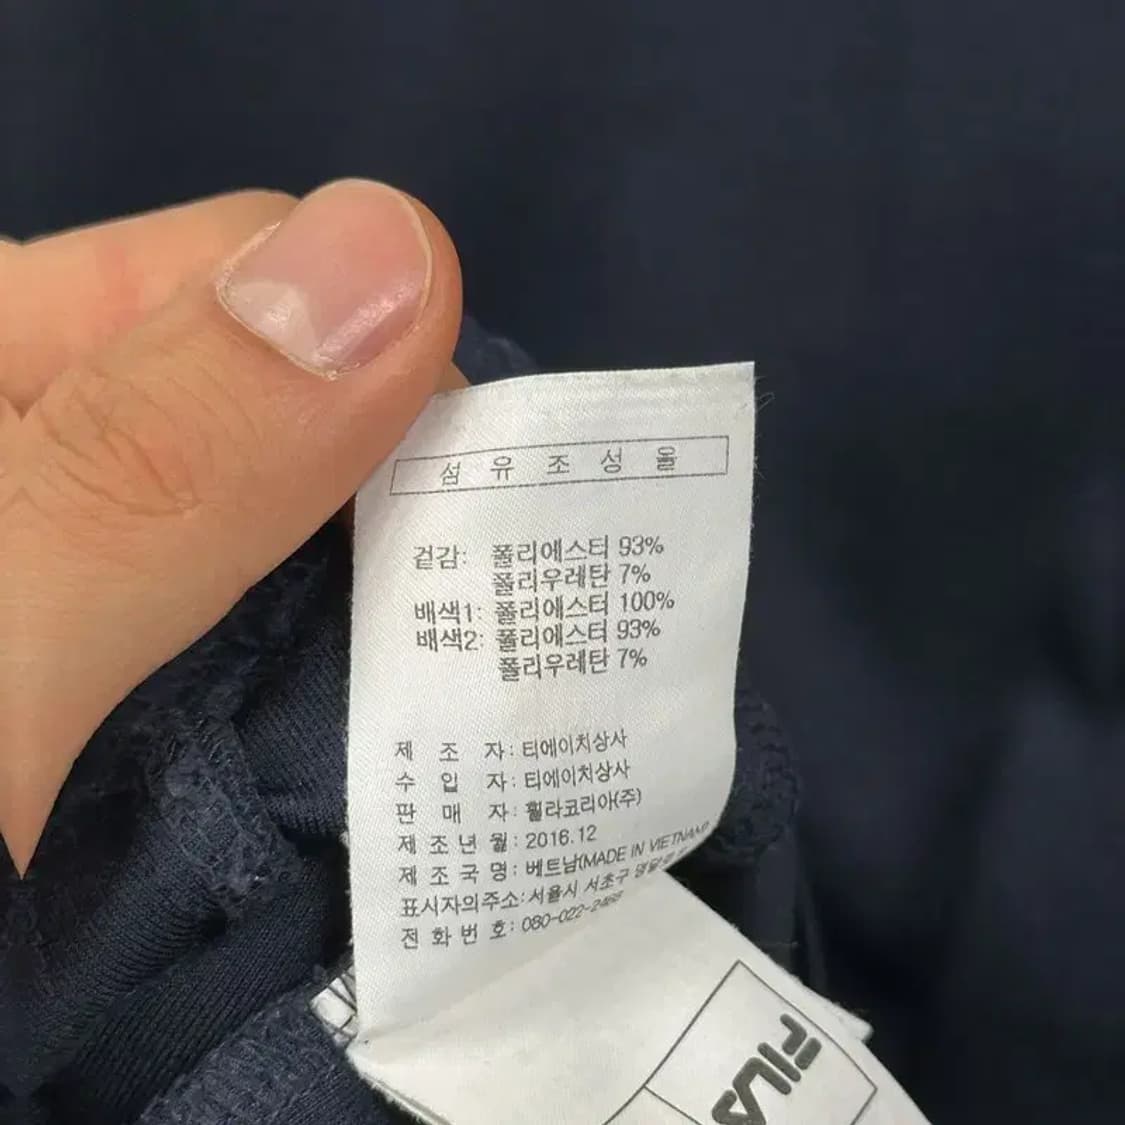 섬 유 조 성 율
겉감: 폴리에스터 93%
폴리우레탄 7%
배색1: 폴리에스터 100%
배색2: 폴리에스터 93%
폴리우레탄 7%
제 조 자: 티에이치상사
수 입 자: 티에이치상사
판 매 자: 휠라코리아(주)
제 조 년 월: 2016.12
제 조 국 명: 베트남(MADE IN VIETNAM)
표시자의주소: 서울시 서초구
전 화 번 호: 080-022-
FILA